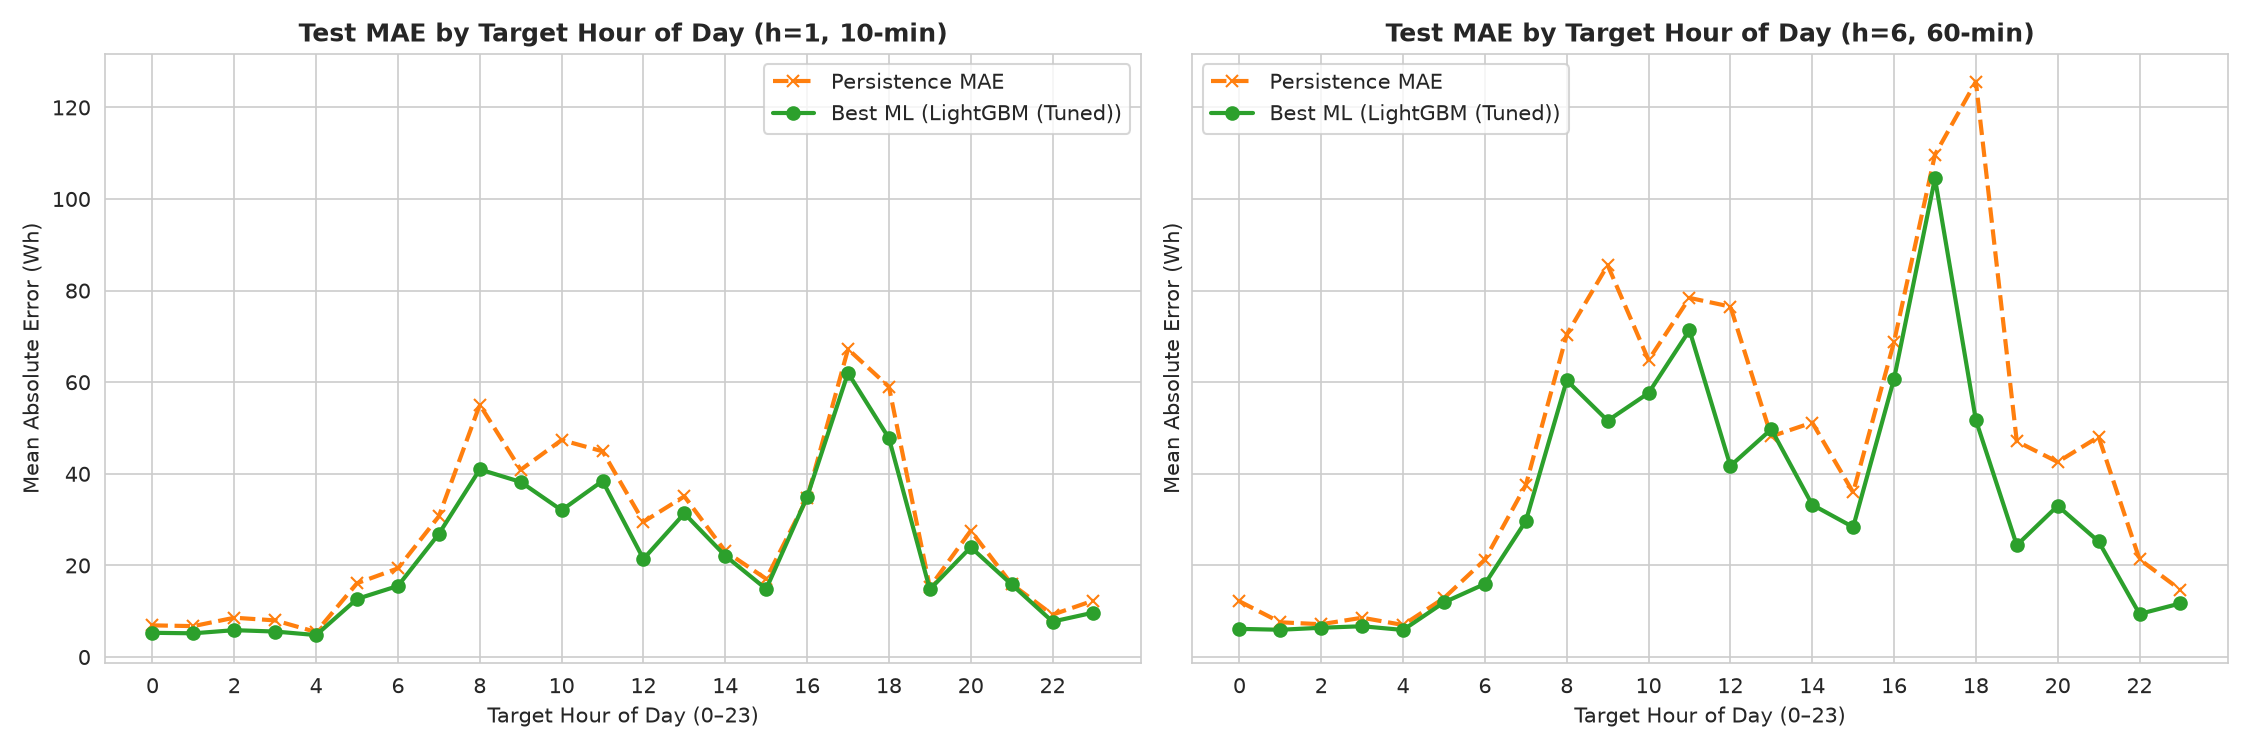 Test MAE by Target Hour of Day (h=1, 10-min)
Persistence MAE
Best ML (LightGBM (Tuned))
Mean Absolute Error (Wh)
120
100
80
60
40
20
0
0 2 4 6 8 10 12 14 16 18 20 22
Target Hour of Day (0–23)
Test MAE by Target Hour of Day (h=6, 60-min)
Persistence MAE
Best ML (LightGBM (Tuned))
Mean Absolute Error (Wh)
0 2 4 6 8 10 12 14 16 18 20 22
Target Hour of Day (0–23)